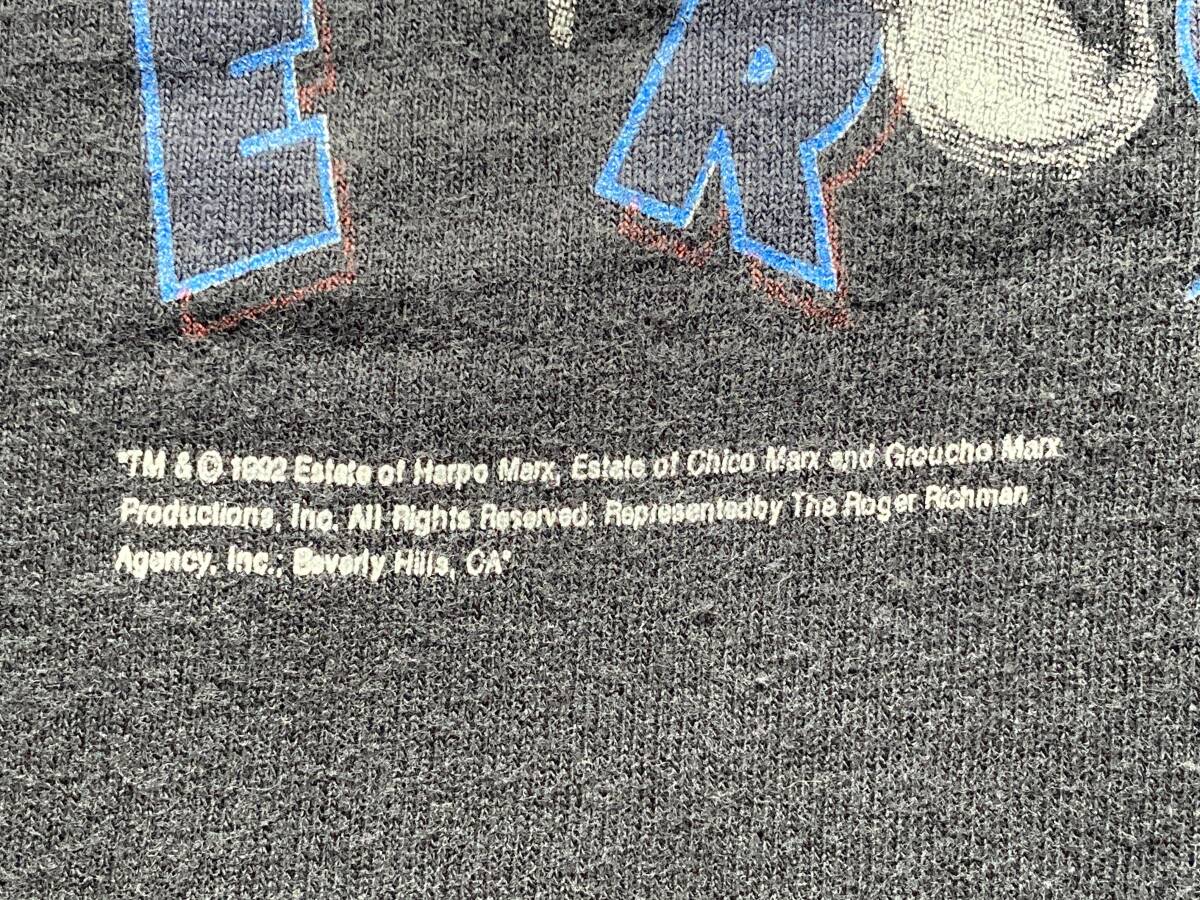 E R
"TM & © 1992 Estate of Harpo Marx, Estate of Chico Marx and Groucho Marx
Productions, Inc. All Rights Reserved. Representedby The Roger Richman
Agency, Inc., Beverly Hills, CA"